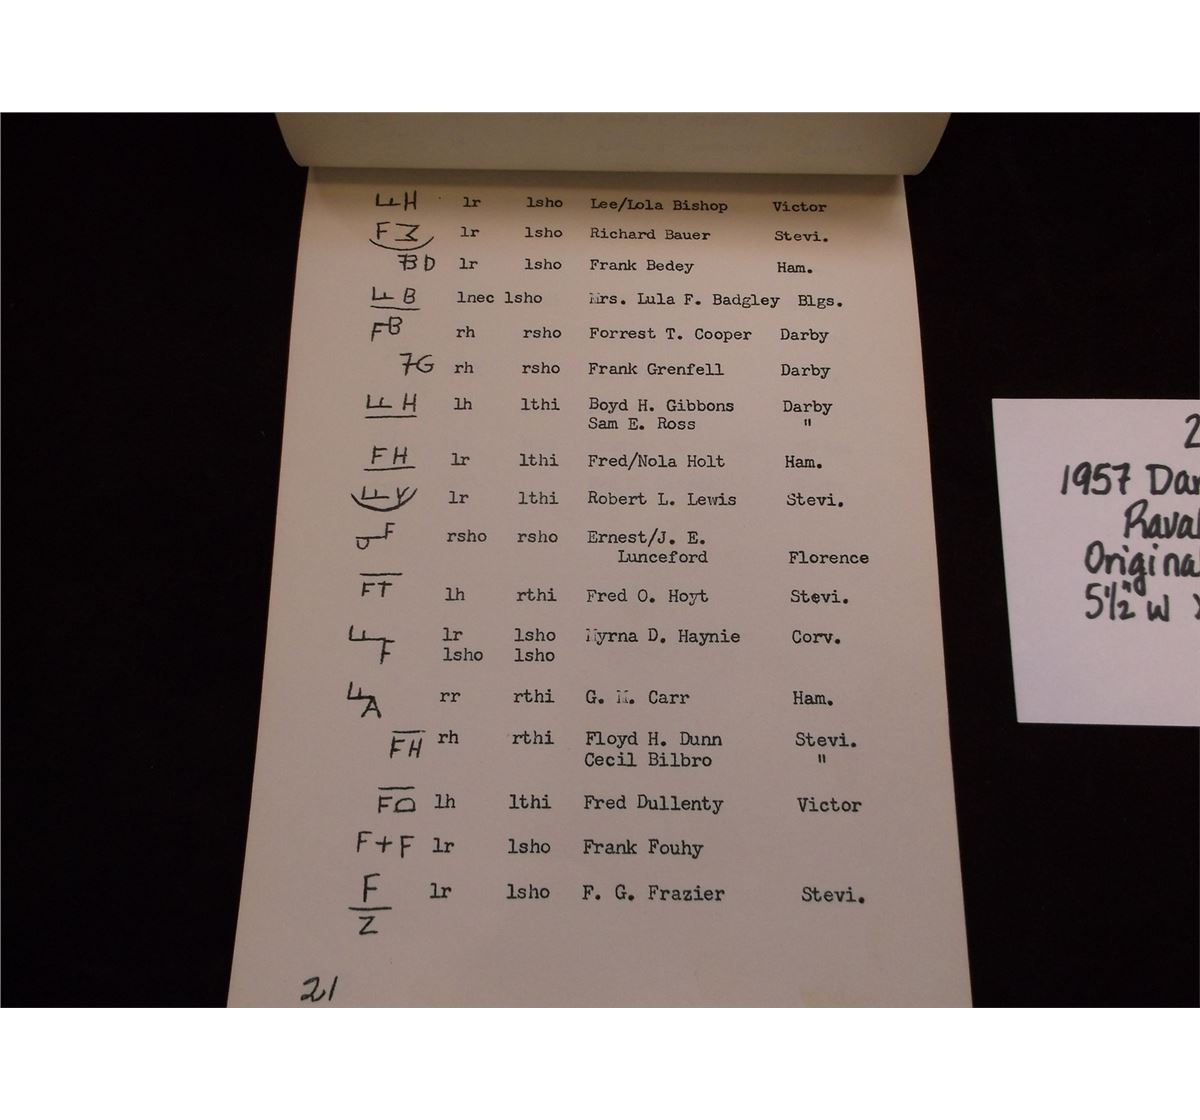 FH lr lsho Lee/Lola Bishop Victor
F lr lsho Richard Bauer Stevi.
BD lr lsho Frank Bedey Ham.
F B lnec lsho Mrs. Lula F. Badgley Blgs.
FB rh rsho Forrest T. Cooper Darby
7G rh rsho Frank Grenfell Darby
F H lh lthi Boyd H. Gibbons Darby
Sam E. Ross "
FH lr lthi Fred/Nola Holt Ham.
F Y lr lthi Robert L. Lewis Stevi.
F rsho rsho Ernest/J. E.
Lunceford Florence
FT lh rthi Fred O. Hoyt Stevi.
F lr lsho Myrna D. Haynie Corv.
F lsho lsho
F A rr rthi G. M. Carr Ham.
FH rh rthi Floyd H. Dunn Stevi.
Cecil Bilbro "
F lh lthi Fred Dullenty Victor
F+F lr lsho Frank Fouhy
F lr lsho F. G. Frazier Stevi.
Z
21
2
1957 Dar
Raval
Origina
5½" W